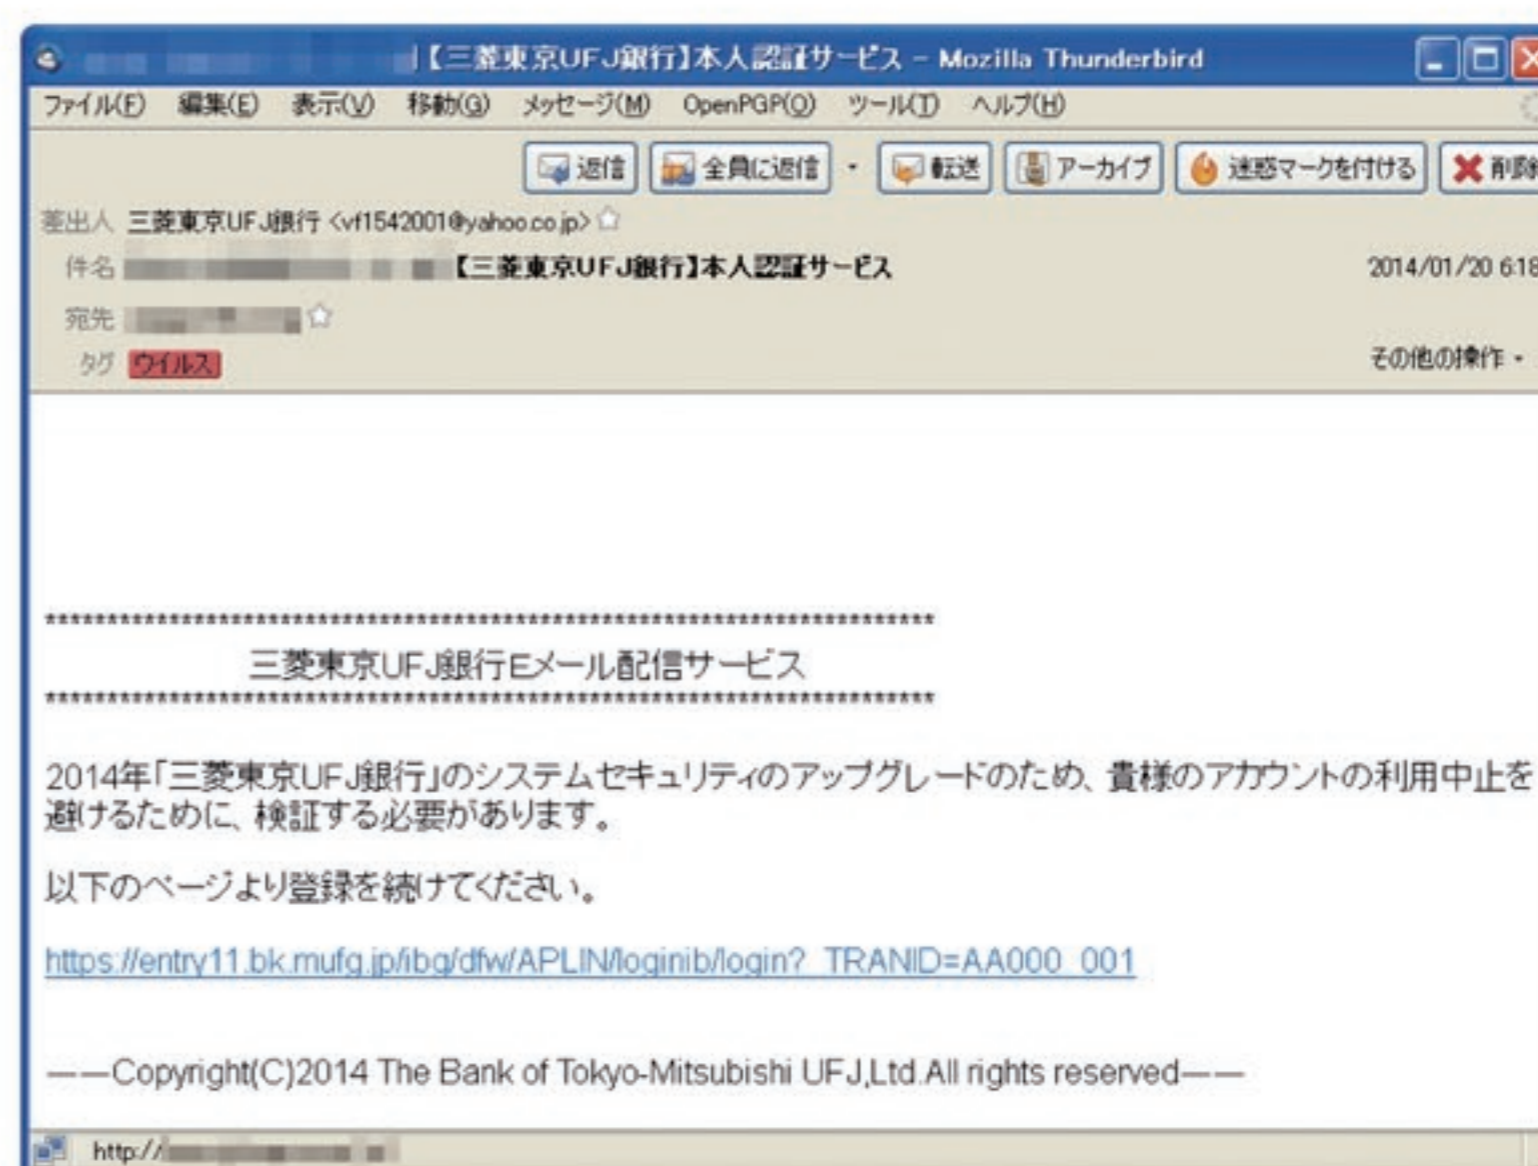 【三菱東京UFJ銀行】本人認証サービス - Mozilla Thunderbird
ファイル(F) 編集(E) 表示(V) 移動(G) メッセージ(M) OpenPGP(O) ツール(T) ヘルプ(H)
返信 全員に返信 転送 アーカイブ 迷惑マークを付ける 削除
差出人 三菱東京UFJ銀行 <vf1542001@yahoo.co.jp>
件名 【三菱東京UFJ銀行】本人認証サービス 2014/01/20 6:18
宛先
タグ ウイルス その他の操作
************************************************************************
三菱東京UFJ銀行Eメール配信サービス
************************************************************************
2014年「三菱東京UFJ銀行」のシステムセキュリティのアップグレードのため、貴様のアカウントの利用中止を
避けるために、検証する必要があります。
以下のページより登録を続けてください。
https://entry11.bk.mufg.jp/ibg/dfw/APLIN/loginib/login?_TRANID=AA000_001
——Copyright(C)2014 The Bank of Tokyo-Mitsubishi UFJ,Ltd.All rights reserved——
http://